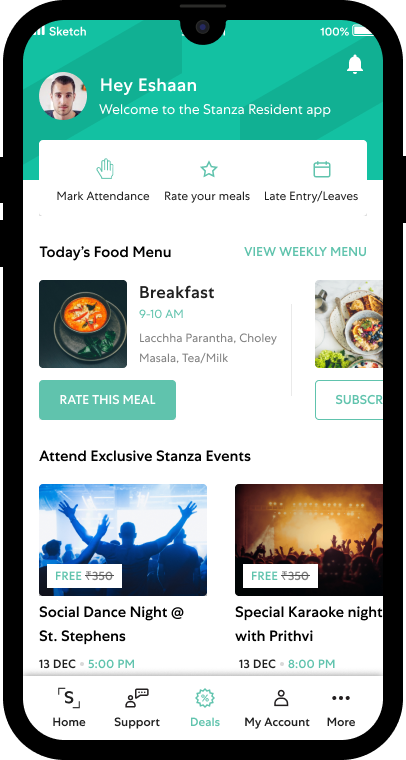 Sketch
100%
Hey Eshaan
Welcome to the Stanza Resident app
Mark Attendance Rate your meals Late Entry/Leaves
Today's Food Menu VIEW WEEKLY MENU
Breakfast
9-10 AM
Lacchha Parantha, Choley
Masala, Tea/Milk
RATE THIS MEAL SUBSCR
Attend Exclusive Stanza Events
FREE ₹350 FREE ₹350
Social Dance Night @
St. Stephens
Special Karaoke night
with Prithvi
13 DEC • 5:00 PM 13 DEC • 8:00 PM
S
Home Support Deals My Account More